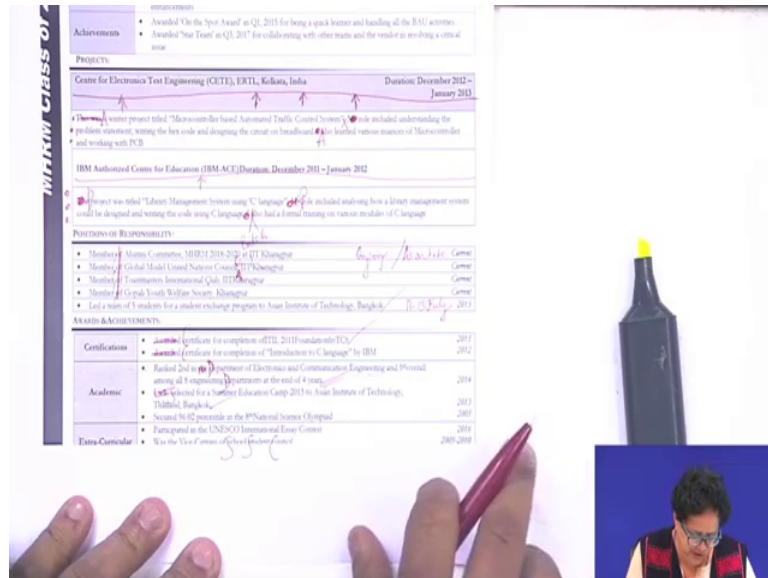 enhancements
Achievements
• Awarded 'On the Spot Award' in Q1, 2015 for being a quick learner and handling all the BAU activities
• Awarded 'Star Team' in Q3, 2017 for collaborating with other teams and the vendor in resolving a critical
issue
MHRM Class of 2
PROJECTS:
Centre for Electronics Test Engineering (CETE), ERTL, Kolkata, India Duration: December 2012 –
January 2013
winter project titled "Microcontroller based Automated Traffic Control System" role included understanding the
problem statement, writing the hex code and designing the circuit on breadboard also learned various nuances of Microcontroller
and working with PCB
IBM Authorized Centre for Education (IBM-ACE)Duration: December 2011 – January 2012
project was titled "Library Management System using 'C language' role included analysing how a library management system
could be designed and writing the code using C language also had a formal training on various modules of C language
POSITIONS OF RESPONSIBILITY:
• Member Alumni Committee, MHRM 2018-2020 at IIT Kharagpur Current
• Member of Global Model United Nations Council, IIT Kharagpur Current
• Member of Toastmasters International Club, IIT Kharagpur Current
• Member of Gopali Youth Welfare Society, Kharagpur Current
• Led a team of 5 students for a student exchange program to Asian Institute of Technology, Bangkok 2013
AWARDS &ACHIEVEMENTS:
Certifications
• Awarded certificate for completion ofITIL 2011Foundation 2015
• Awarded certificate for completion of "Introduction to C language" by IBM 2012
Academic
• Ranked 2nd in Department of Electronics and Communication Engineering and
among all 8 engineering departments at the end of 4 years 2014
• selected for a Summer Education Camp-2013 to Asian Institute of Technology,
Thailand, Bangkok 2013
• Secured 96.02 percentile in the 8thNational Science Olympiad 2005
Extra-Curricular
• Participated in the UNESCO International Essay Contest 2016
• Was the Vice-Captain of School student council 2009-2010